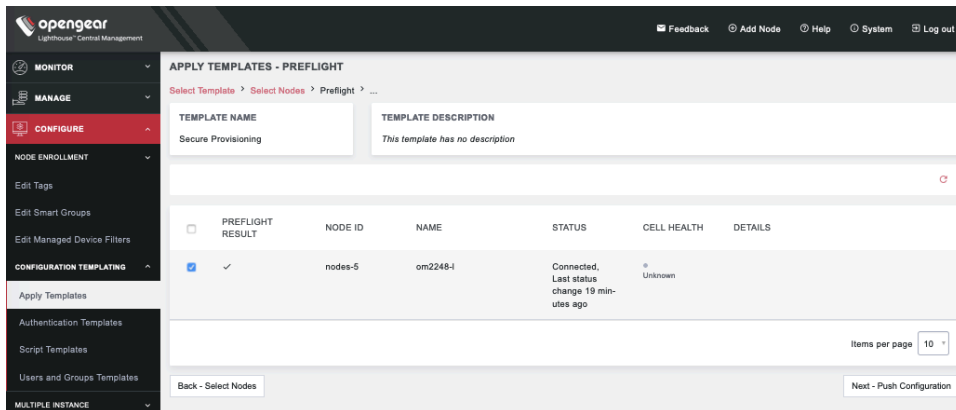 opengear
Lighthouse™ Central Management
Feedback
Add Node
Help
System
Log out
MONITOR
MANAGE
CONFIGURE
NODE ENROLLMENT
Edit Tags
Edit Smart Groups
Edit Managed Device Filters
CONFIGURATION TEMPLATING
Apply Templates
Authentication Templates
Script Templates
Users and Groups Templates
MULTIPLE INSTANCE
APPLY TEMPLATES - PREFLIGHT
Select Template > Select Nodes > Preflight > ...
TEMPLATE NAME
Secure Provisioning
TEMPLATE DESCRIPTION
This template has no description
PREFLIGHT
RESULT
NODE ID
NAME
STATUS
CELL HEALTH
DETAILS
nodes-5
om2248-l
Connected,
Last status
change 19 min-
utes ago
Unknown
Items per page 10
Back - Select Nodes
Next - Push Configuration